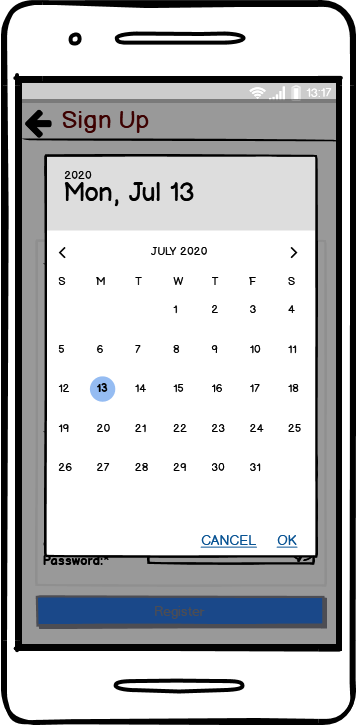 13:17
Sign Up
2020
Mon, Jul 13
JULY 2020
S M T W T F S
1 2 3 4
5 6 7 8 9 10 11
12 13 14 15 16 17 18
19 20 21 22 23 24 25
26 27 28 29 30 31
CANCEL OK
Password:*
Register